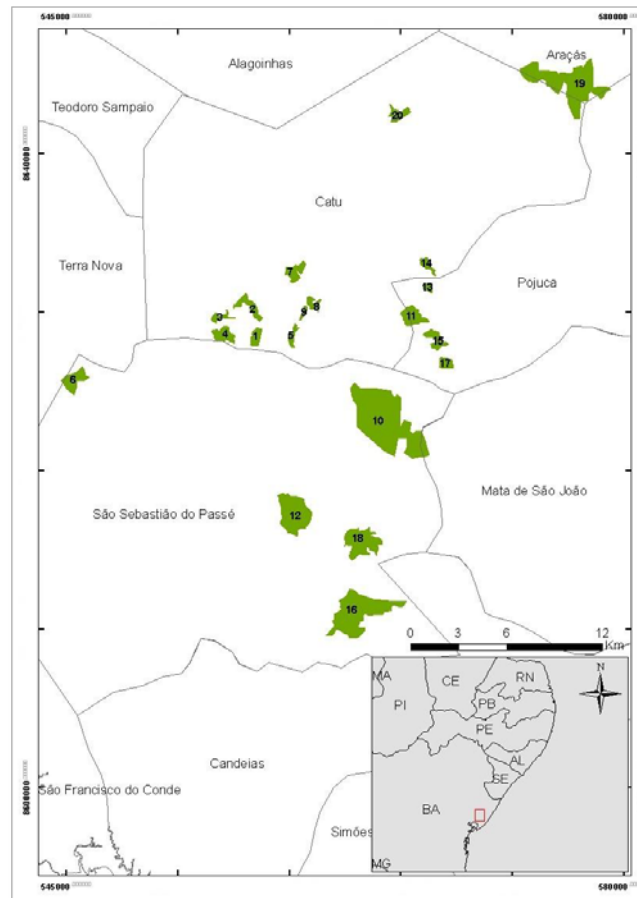 545000
580000
Alagoinhas
Araçás
19
Teodoro Sampaio
20
8640000
Catu
Terra Nova
14
Pojuca
7
13
2
8
3
9
11
4
1
5
15
17
6
10
Mata de São João
São Sebastião do Passé
12
18
16
0 3 6 12
Km
N
MA
CE
RN
PI
PB
PE
AL
SE
BA
MG
Candeias
São Francisco do Conde
8600000
Simões
545000
580000